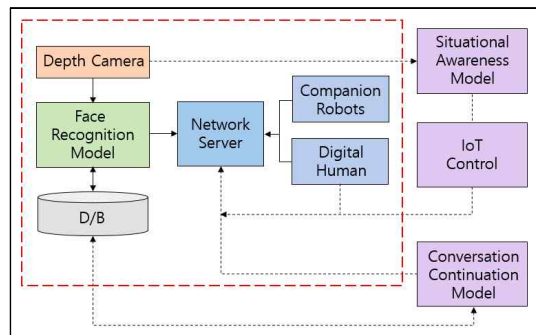 Depth Camera
Situational
Awareness
Model
Companion
Robots
Face
Recognition
Model
Network
Server
Digital
Human
IoT
Control
D/B
Conversation
Continuation
Model